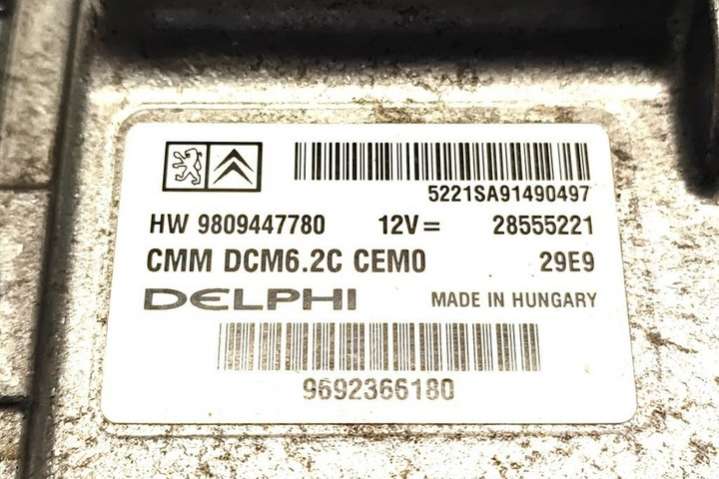 5221SA91490497
HW 9809447780 12V= 28555221
CMM DCM6.2C CEM0 29E9
DELPHI MADE IN HUNGARY
9692366180